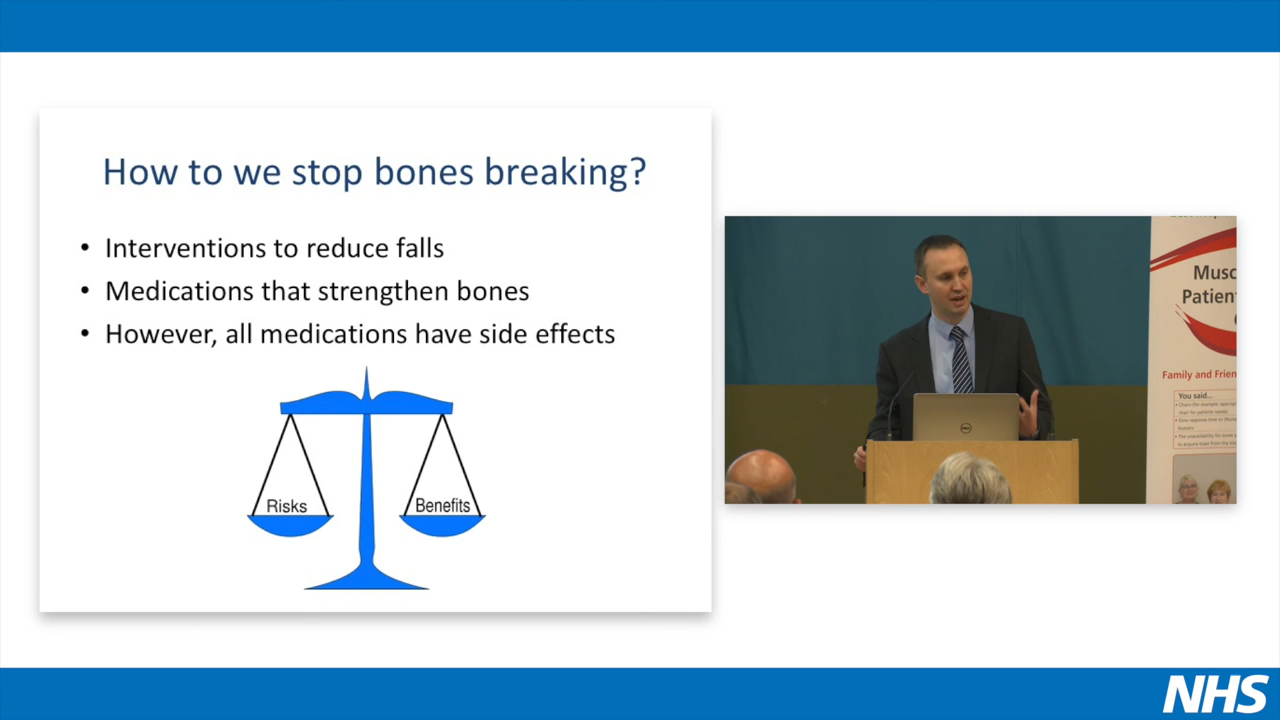 How to we stop bones breaking?
• Interventions to reduce falls
• Medications that strengthen bones
• However, all medications have side effects
Risks
Benefits
Musc
Patien
Family and Frien
You said...
DELL
NHS